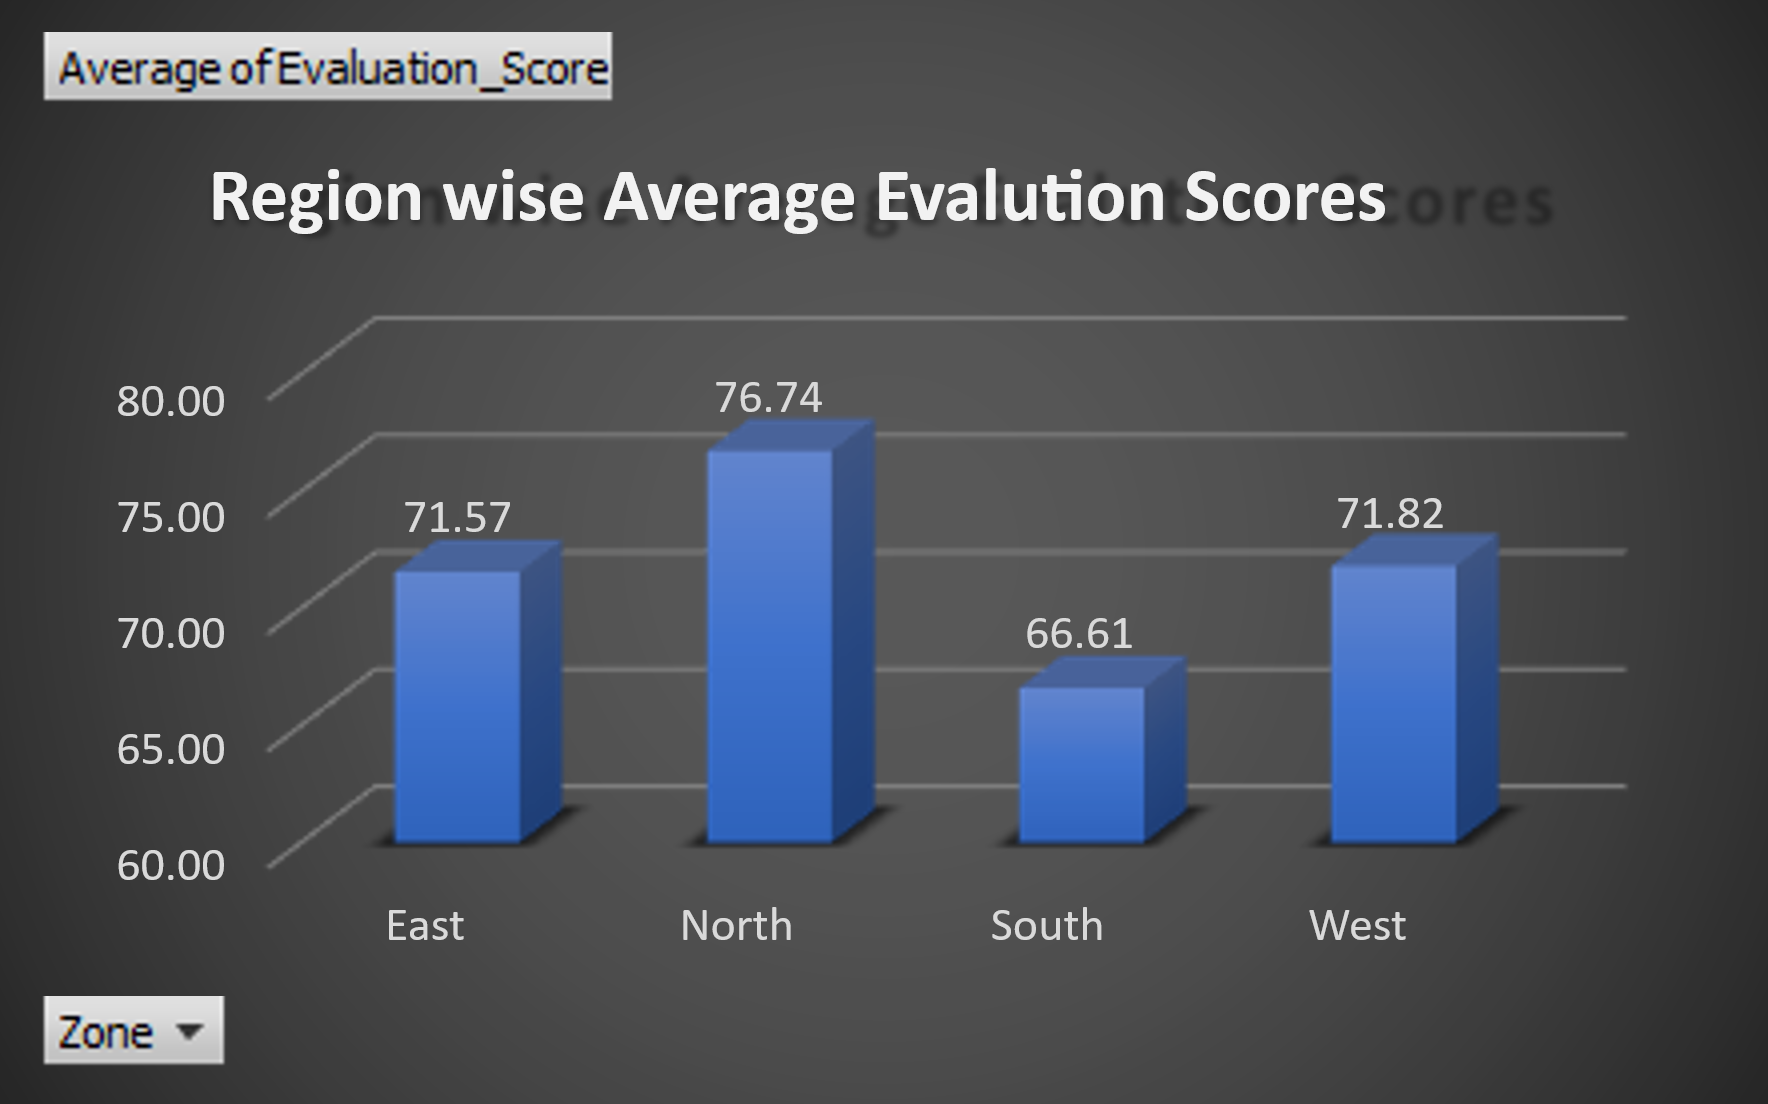 Average of Evaluation_Score
Region wise Average Evalution Scores
80.00
75.00
70.00
65.00
60.00
71.57
76.74
66.61
71.82
East
North
South
West
Zone